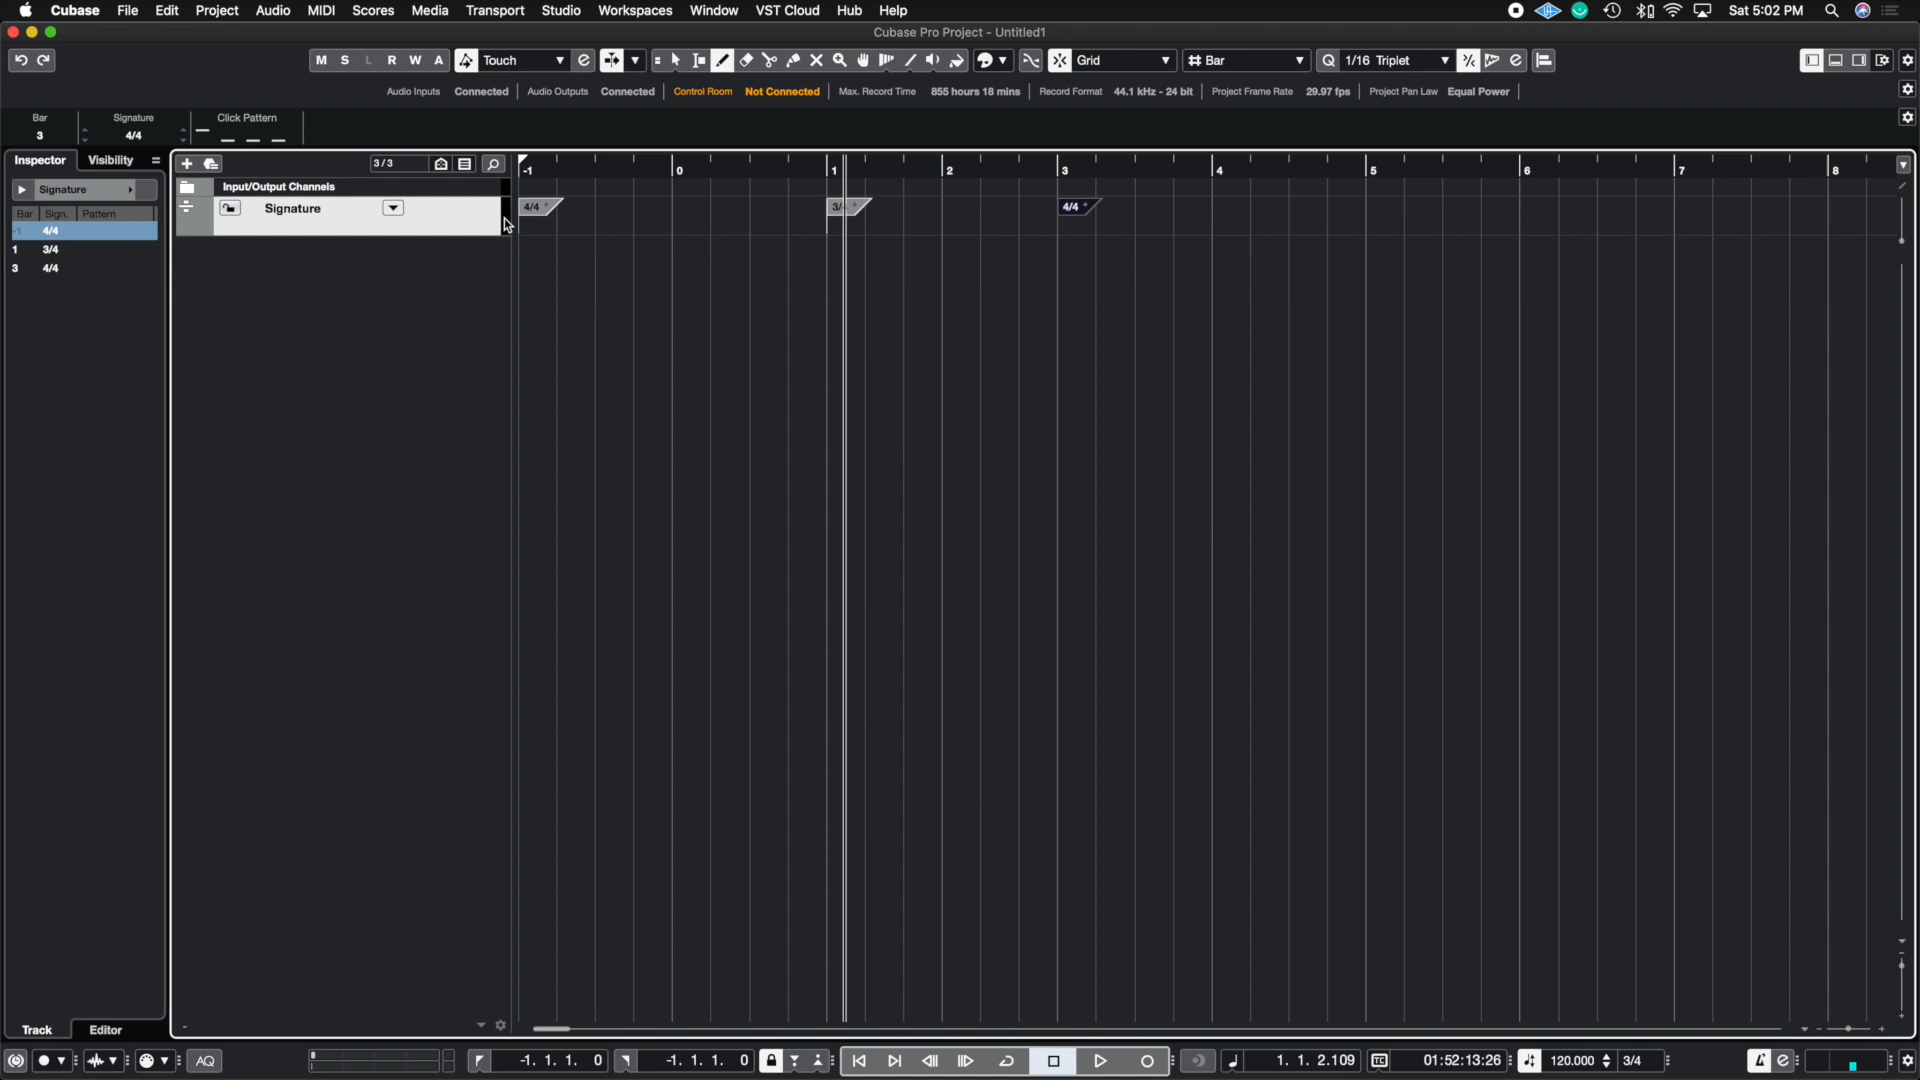 Cubase File Edit Project Audio MIDI Scores Media Transport Studio Workspaces Window VST Cloud Hub Help Sat 5:02 PM
Cubase Pro Project - Untitled1
M S L R W A Touch Grid Bar Q 1/16 Triplet
Audio Inputs Connected Audio Outputs Connected Control Room Not Connected Max. Record Time 855 hours 18 mins Record Format 44.1 kHz - 24 bit Project Frame Rate 29.97 fps Project Pan Law Equal Power
Bar Signature Click Pattern
3 4/4
Inspector Visibility 3/3
-1 0 1 2 3 4 5 6 7 8
Signature Input/Output Channels
Signature 4/4 3/4 4/4
Bar Sign. Pattern
-1 4/4
1 3/4
3 4/4
Track Editor
AQ -1. 1. 1. 0 -1. 1. 1. 0 1. 1. 2.109 TC 01:52:13:26 120.000 3/4